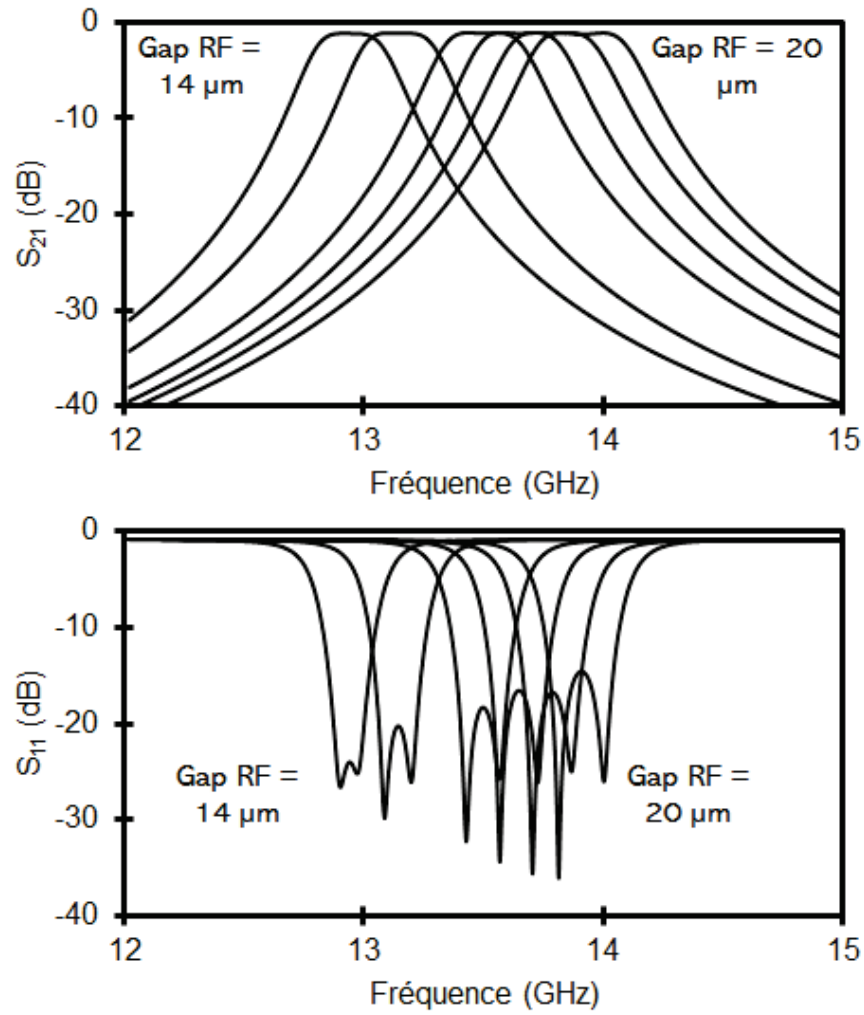 0
-10
-20
-30
-40
S21 (dB)
Gap RF =
14 µm
Gap RF = 20
µm
12
13
14
15
Fréquence (GHz)
0
-10
-20
-30
-40
S11 (dB)
Gap RF =
14 µm
Gap RF =
20 µm
12
13
14
15
Fréquence (GHz)